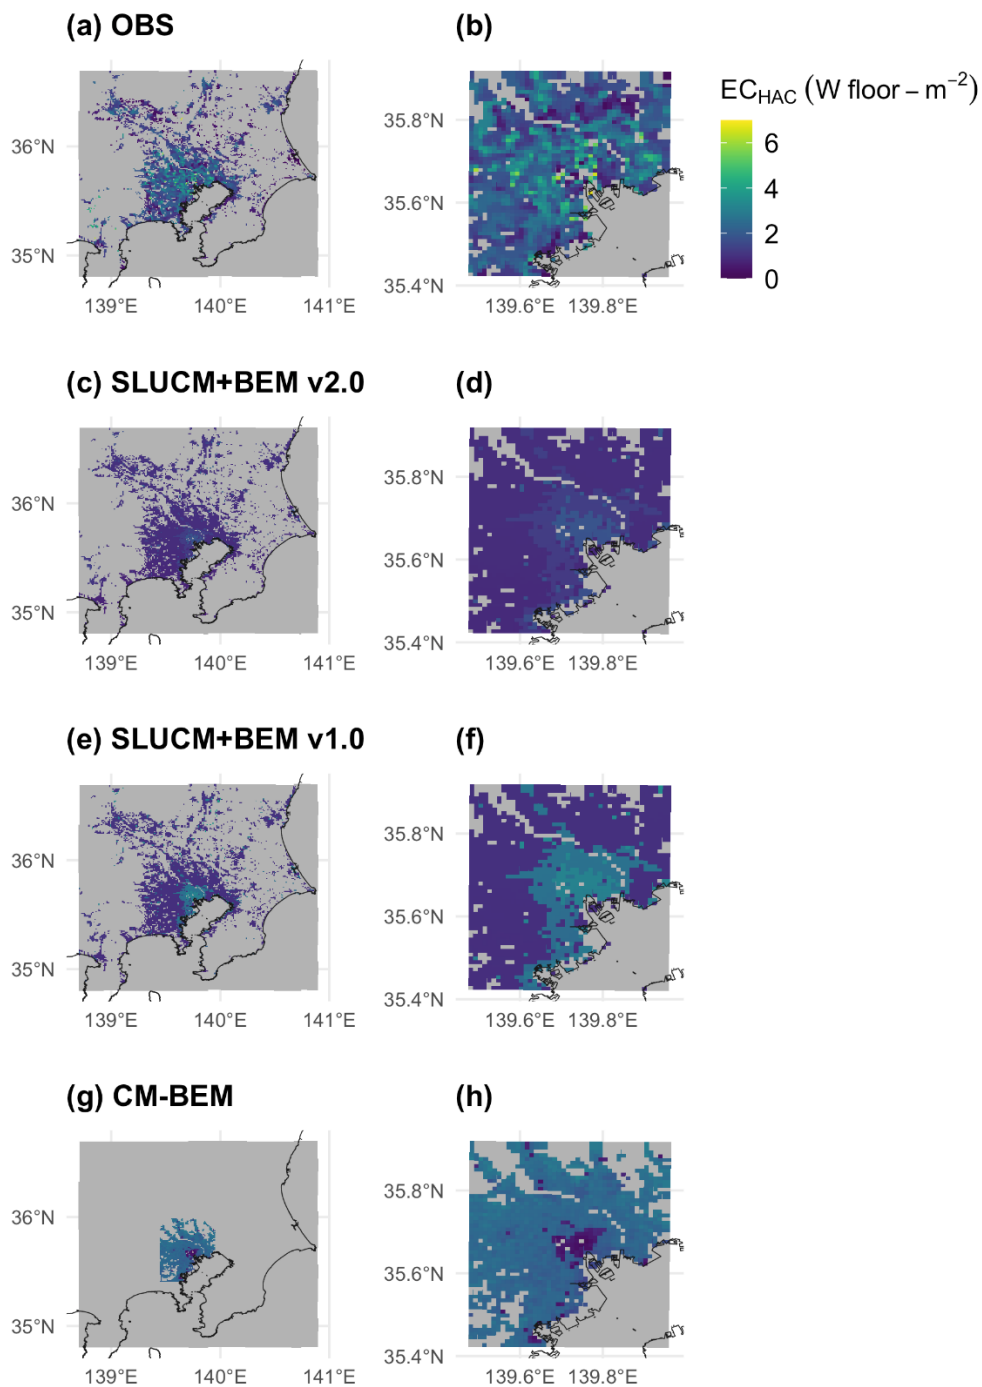 (a) OBS
(b)
EC_HAC (W floor – m⁻²)
6
4
2
0
36°N
35°N
139°E 140°E 141°E
35.8°N
35.6°N
35.4°N
139.6°E 139.8°E
(c) SLUCM+BEM v2.0
(d)
36°N
35°N
139°E 140°E 141°E
35.8°N
35.6°N
35.4°N
139.6°E 139.8°E
(e) SLUCM+BEM v1.0
(f)
36°N
35°N
139°E 140°E 141°E
35.8°N
35.6°N
35.4°N
139.6°E 139.8°E
(g) CM-BEM
(h)
36°N
35°N
139°E 140°E 141°E
35.8°N
35.6°N
35.4°N
139.6°E 139.8°E